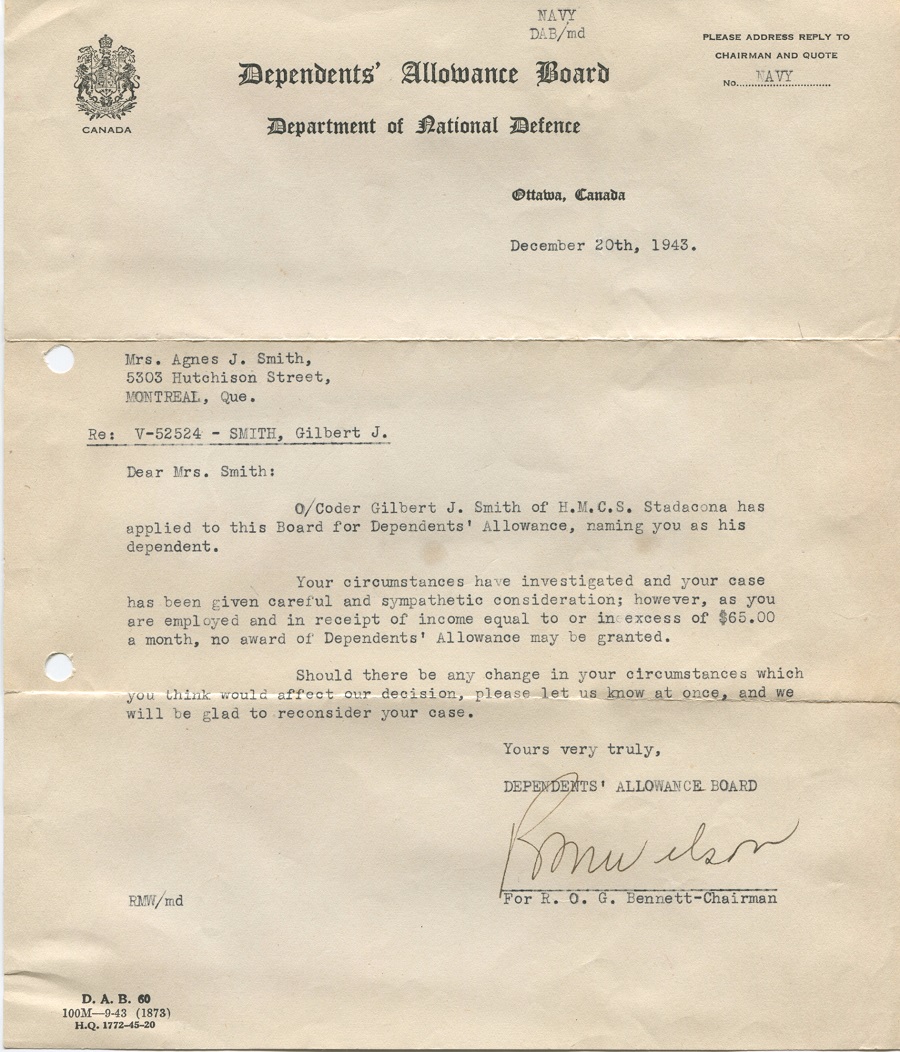 NAVY
DAB/md
PLEASE ADDRESS REPLY TO
CHAIRMAN AND QUOTE
No. NAVY
CANADA
Dependents' Allowance Board
Department of National Defence
Ottawa, Canada
December 20th, 1943.
Mrs. Agnes J. Smith,
5303 Hutchison Street,
MONTREAL, Que.
Re: V-52524 - SMITH, Gilbert J.
Dear Mrs. Smith:
O/Coder Gilbert J. Smith of H.M.C.S. Stadacona has
applied to this Board for Dependents' Allowance, naming you as his
dependent.
Your circumstances have investigated and your case
has been given careful and sympathetic consideration; however, as you
are employed and in receipt of income equal to or in excess of $65.00
a month, no award of Dependents' Allowance may be granted.
Should there be any change in your circumstances which
you think would affect our decision, please let us know at once, and we
will be glad to reconsider your case.
Yours very truly,
DEPENDENTS' ALLOWANCE BOARD
RMWilson
For R. O. G. Bennett-Chairman
RMW/md
D. A. B. 60
100M—9-43 (1873)
H.Q. 1772-45-20